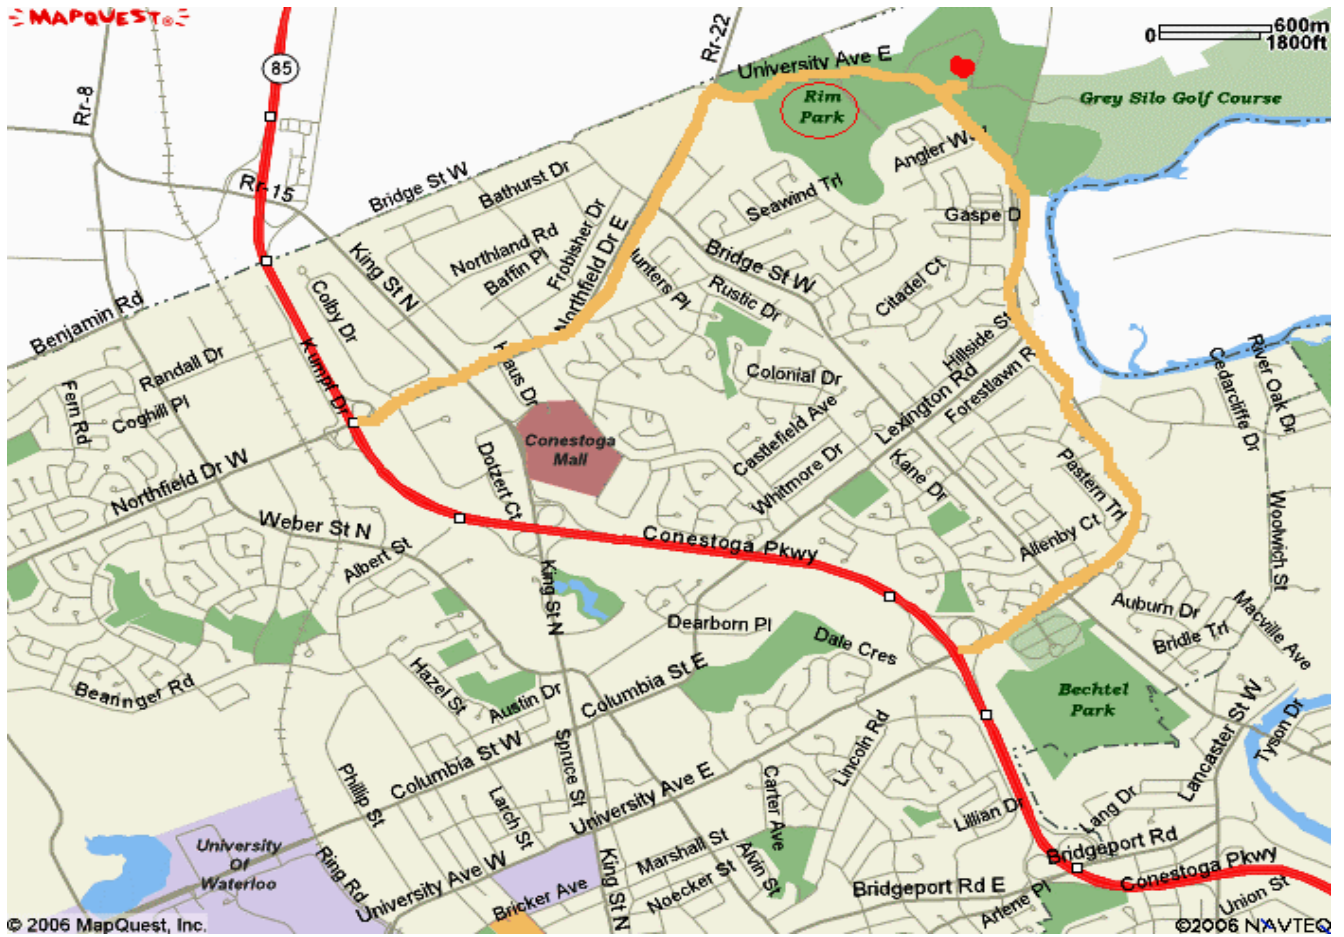 MAPQUEST
600m
0
1800ft
Rr-22
85
University Ave E
Rr-8
Rim
Park
Grey Silo Golf Course
Rr-15
Bridge St W
Bathurst Dr
Seawind Trl
Gaspe D
King St N
Northland Rd
Baffin Pl
Frobisher Dr
Northfield Dr E
Bridge St W
Citadel Ct
Benjamin Rd
Colby Dr
Rustic Dr
Hillside St
Randall Dr
Kumpf Dr
Colonial Dr
Lexington Rd
Forestlawn R
Cedarcliffe Dr
River Oak Dr
Fern Rd
Coghill Pl
Conestoga
Mall
Castlefield Ave
Whitmore Dr
Kane Dr
Pastern Trl
Northfield Dr W
Dotzert Ct
Weber St N
Albert St
Conestoga Pkwy
Allenby Ct
Woolwich St
King St N
Dearborn Pl
Dale Cres
Auburn Dr
Bridle Trl
Macville Ave
Bearinger Rd
Hazel St
Austin Dr
Columbia St E
Bechtel
Park
Columbia St W
Spruce St
Lincoln Rd
Lancaster St W
Tyson Dr
Phillip St
Larch St
University Ave E
Carter Ave
Lillian Dr
Lang Dr
University
Of
Waterloo
Ring Rd
University Ave W
Bricker Ave
King St N
Marshall St
Noecker St
Alvin St
Bridgeport Rd
Bridgeport Rd E
Arlene Pl
Conestoga Pkwy
Union St
© 2006 MapQuest, Inc.
©2006 NAVTEQ